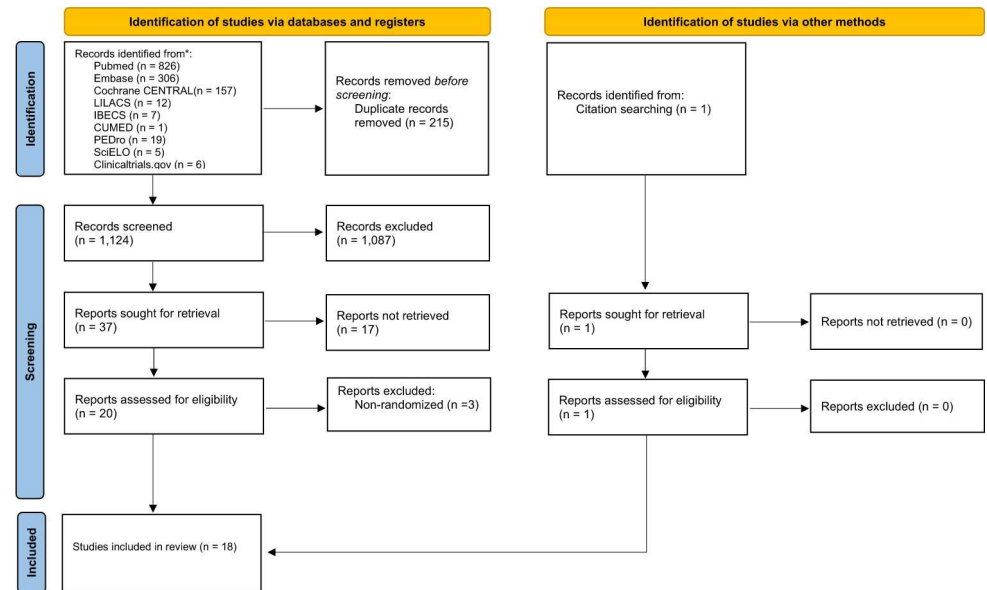 Identification of studies via databases and registers
Identification of studies via other methods
Identification
Records identified from*:
Pubmed (n = 826)
Embase (n = 306)
Cochrane CENTRAL(n = 157)
LILACS (n = 12)
IBECS (n = 7)
CUMED (n = 1)
PEDro (n = 19)
SciELO (n = 5)
Clinicaltrials.gov (n = 6)
Records removed before
screening:
Duplicate records
removed (n = 215)
Records identified from:
Citation searching (n = 1)
Screening
Records screened
(n = 1,124)
Records excluded
(n = 1,087)
Reports sought for retrieval
(n = 37)
Reports not retrieved
(n = 17)
Reports sought for retrieval
(n = 1)
Reports not retrieved (n = 0)
Reports assessed for eligibility
(n = 20)
Reports excluded:
Non-randomized (n =3)
Reports assessed for eligibility
(n = 1)
Reports excluded (n = 0)
Included
Studies included in review (n = 18)